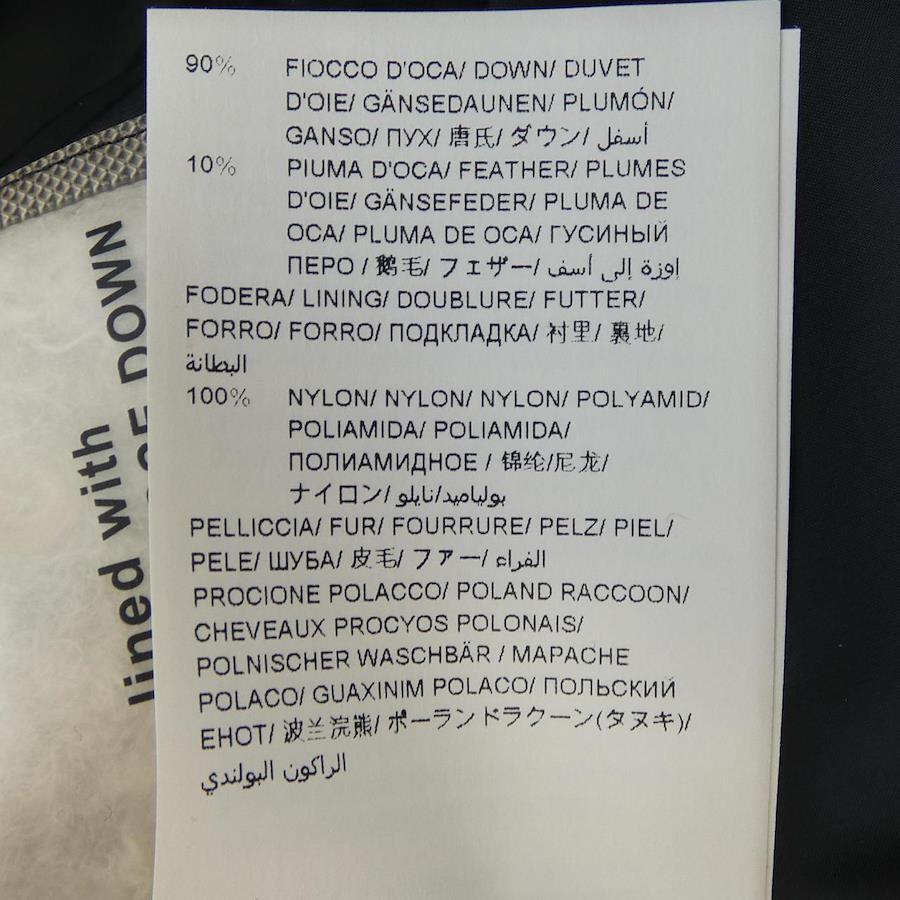 90% FIOCCO D'OCA/ DOWN/ DUVET
D'OIE/ GÄNSEDAUNEN/ PLUMÓN/
GANSO/ ПУХ/ 唐氏/ ダウン/ أسفل
10% PIUMA D'OCA/ FEATHER/ PLUMES
D'OIE/ GÄNSEFEDER/ PLUMA DE
OCA/ PLUMA DE OCA/ ГУСИНЫЙ
ПЕРО / 鹅毛/ フェザー/ إوزة إلى أسف
FODERA/ LINING/ DOUBLURE/ FUTTER/
FORRO/ FORRO/ ПОДКЛАДКА/ 衬里/ 裏地/
البطانة
100% NYLON/ NYLON/ NYLON/ POLYAMID/
POLIAMIDA/ POLIAMIDA/
ПОЛИАМИДНОЕ / 锦纶/尼龙/
ナイロン/ بولياميد/نايلو
PELLICCIA/ FUR/ FOURRURE/ PELZ/ PIEL/
PELE/ ШУБА/ 皮毛/ ファー/ الفراء
PROCIONE POLACCO/ POLAND RACCOON/
CHEVEAUX PROCYOS POLONAIS/
POLNISCHER WASCHBÄR / MAPACHE
POLACO/ GUAXINIM POLACO/ ПОЛЬСКИЙ
ЕНОТ/ 波兰浣熊/ ポーランドラクーン(タヌキ)/
الراكون البولندي
lined with
OF DOWN